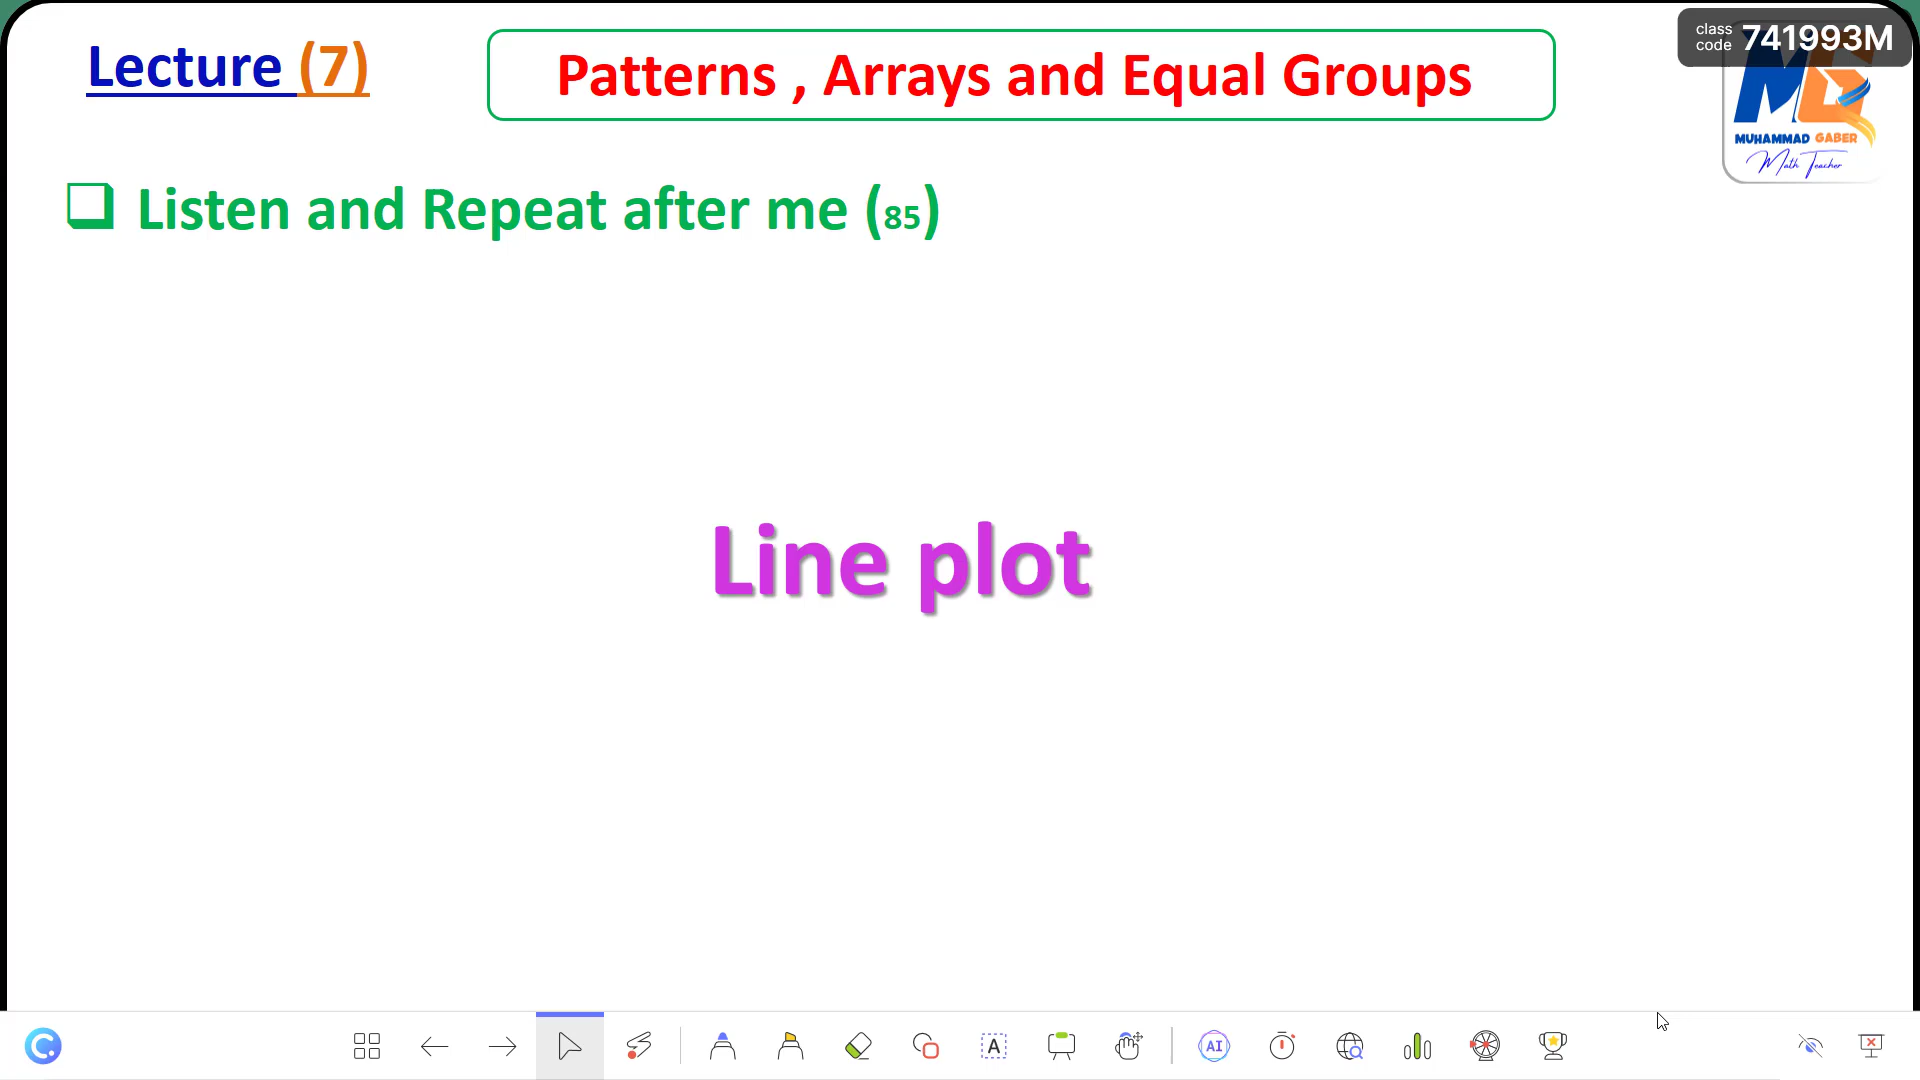 Lecture (7)
Patterns , Arrays and Equal Groups
class code 741993M
MG
MUHAMMAD GABER
Math Teacher
Listen and Repeat after me (85)
Line plot
A
AI